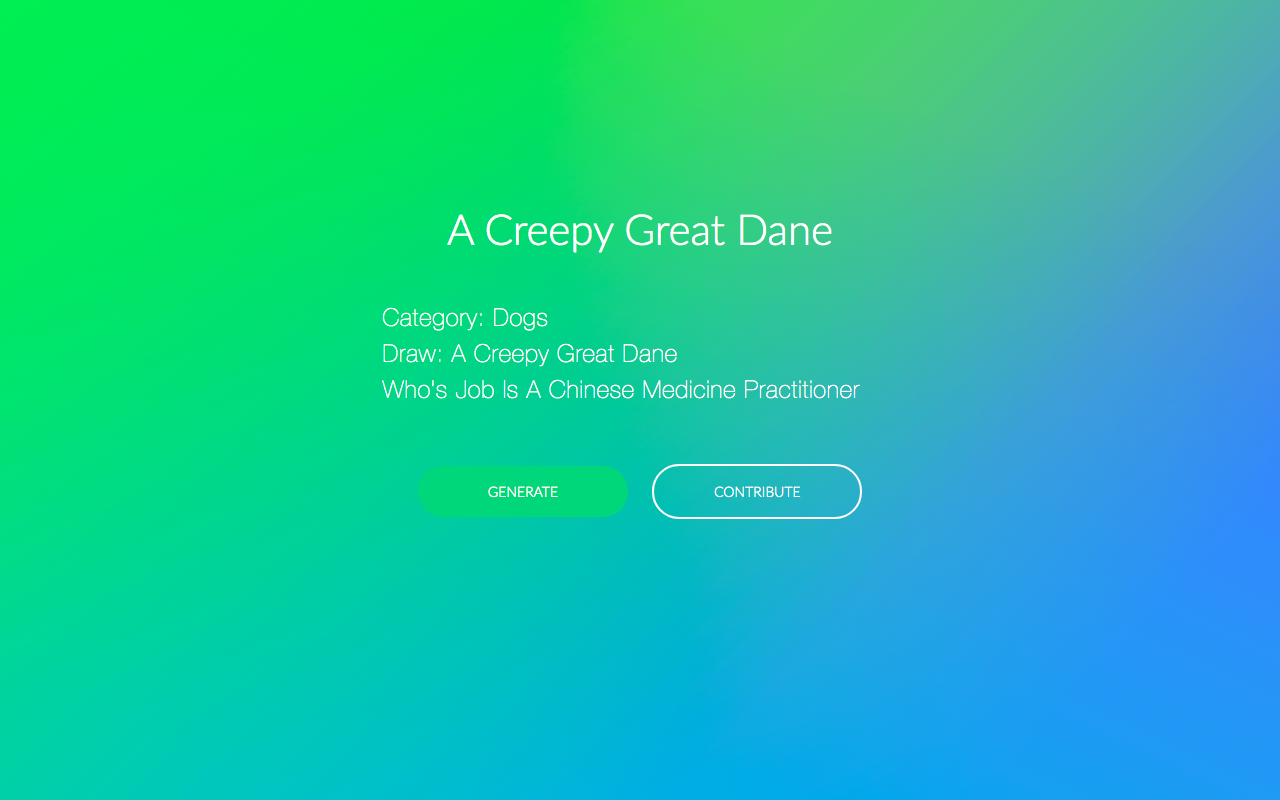 A Creepy Great Dane
Category: Dogs
Draw: A Creepy Great Dane
Who's Job Is A Chinese Medicine Practitioner
GENERATE
CONTRIBUTE